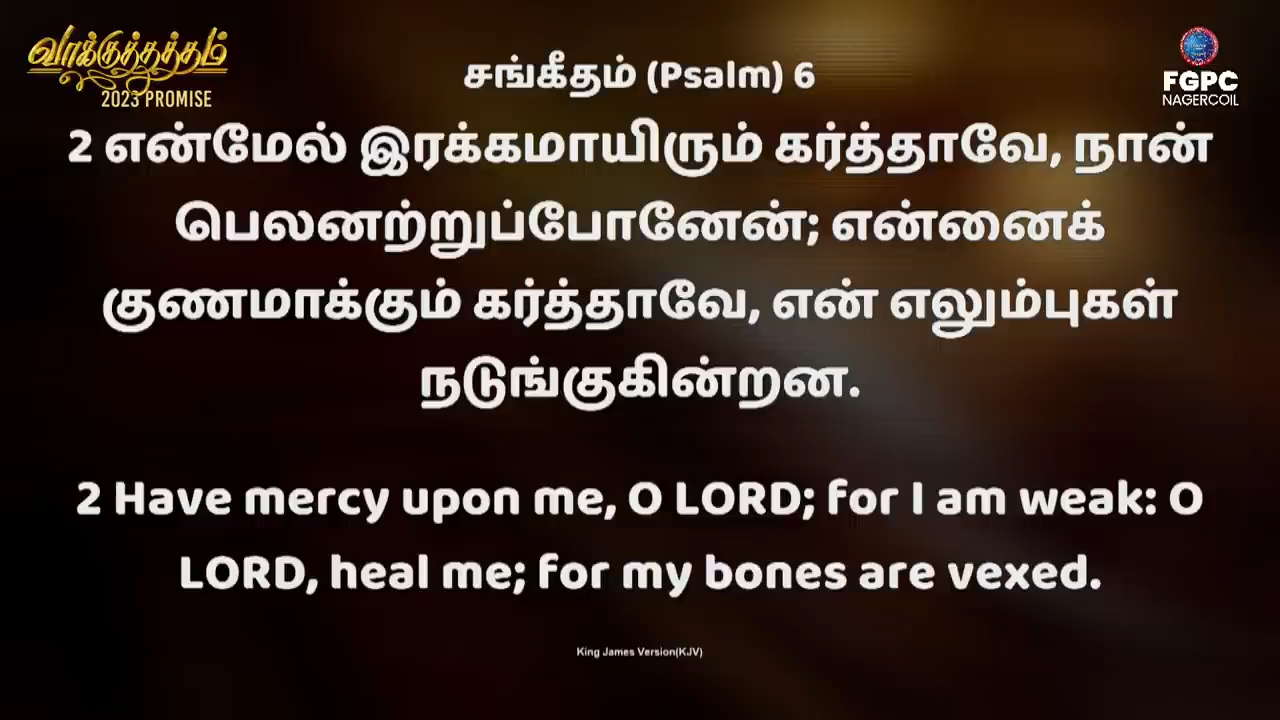 வாக்குத்தத்தம்
2023 PROMISE
FGPC
NAGERCOIL
சங்கீதம் (Psalm) 6
2 என்மேல் இரக்கமாயிரும் கர்த்தாவே, நான்
பெலனற்றுப்போனேன்; என்னைக்
குணமாக்கும் கர்த்தாவே, என் எலும்புகள்
நடுங்குகின்றன.
2 Have mercy upon me, O LORD; for I am weak: O
LORD, heal me; for my bones are vexed.
King James Version(KJV)